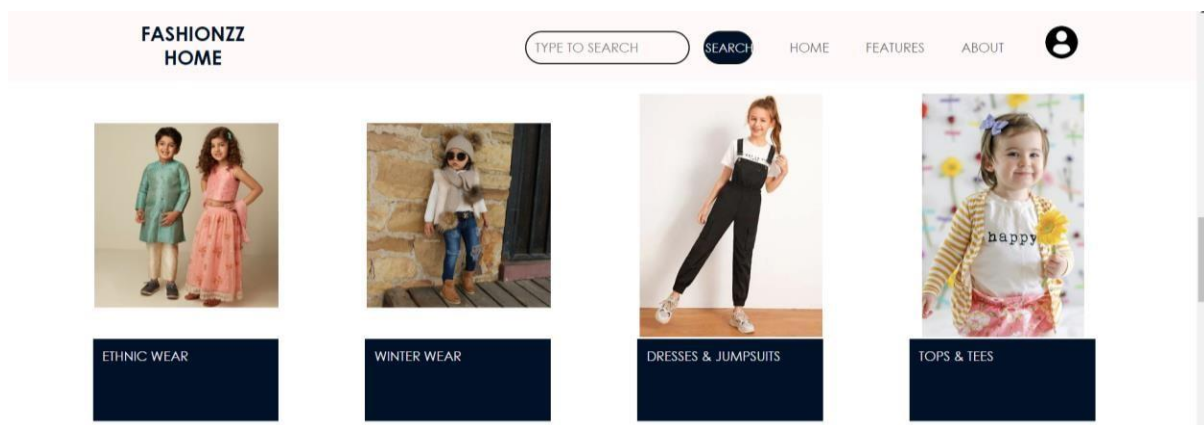 FASHIONZZ
HOME
TYPE TO SEARCH
SEARCH
HOME
FEATURES
ABOUT
happy
ETHNIC WEAR
WINTER WEAR
DRESSES & JUMPSUITS
TOPS & TEES